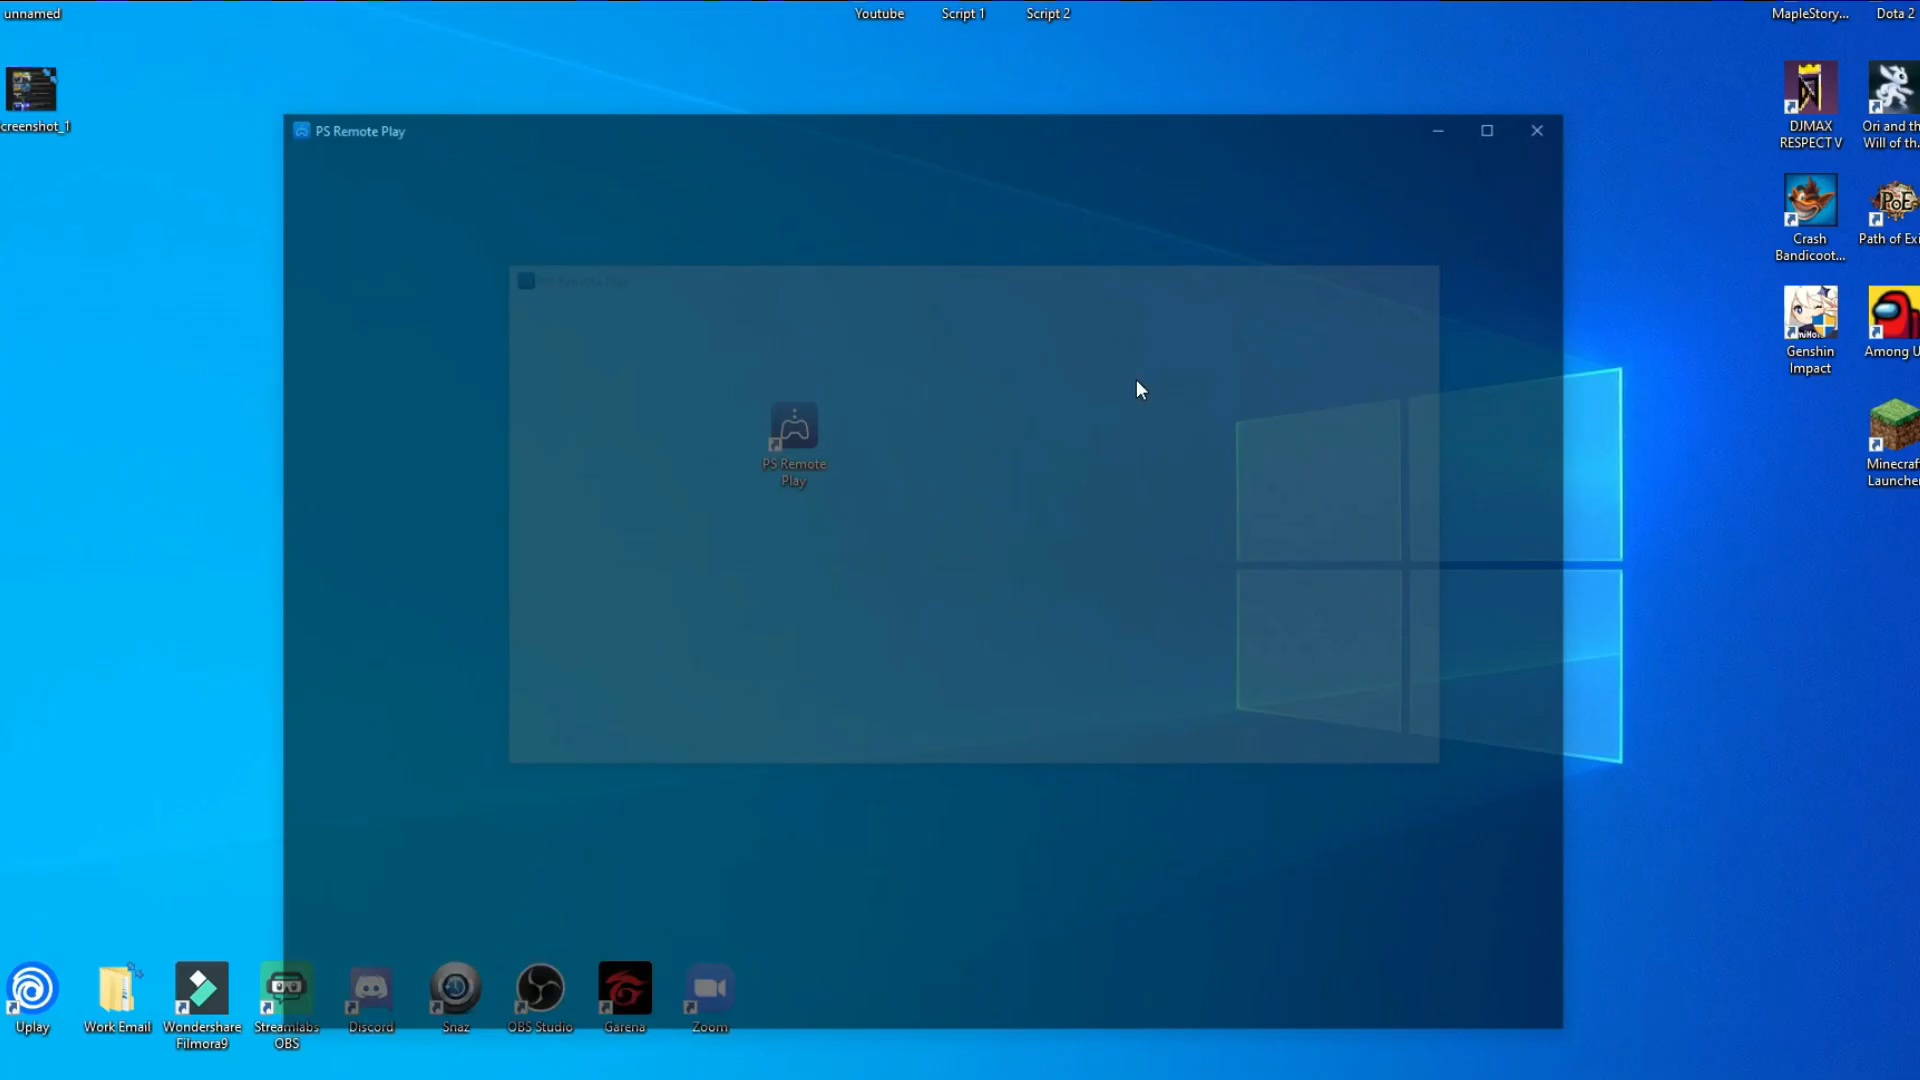 unnamed
Youtube
Script 1
Script 2
MapleStory...
Dota 2
creenshot_1
PS Remote Play
DJMAX
RESPECT V
Ori and th
Will of th..
Crash
Bandicoot...
Path of Exi
Genshin
Impact
Among U
PS Remote
Play
Minecraf
Launche
Uplay
Work Email
Wondershare
Filmora9
Streamlabs
OBS
Discord
Snaz
OBS Studio
Garena
Zoom